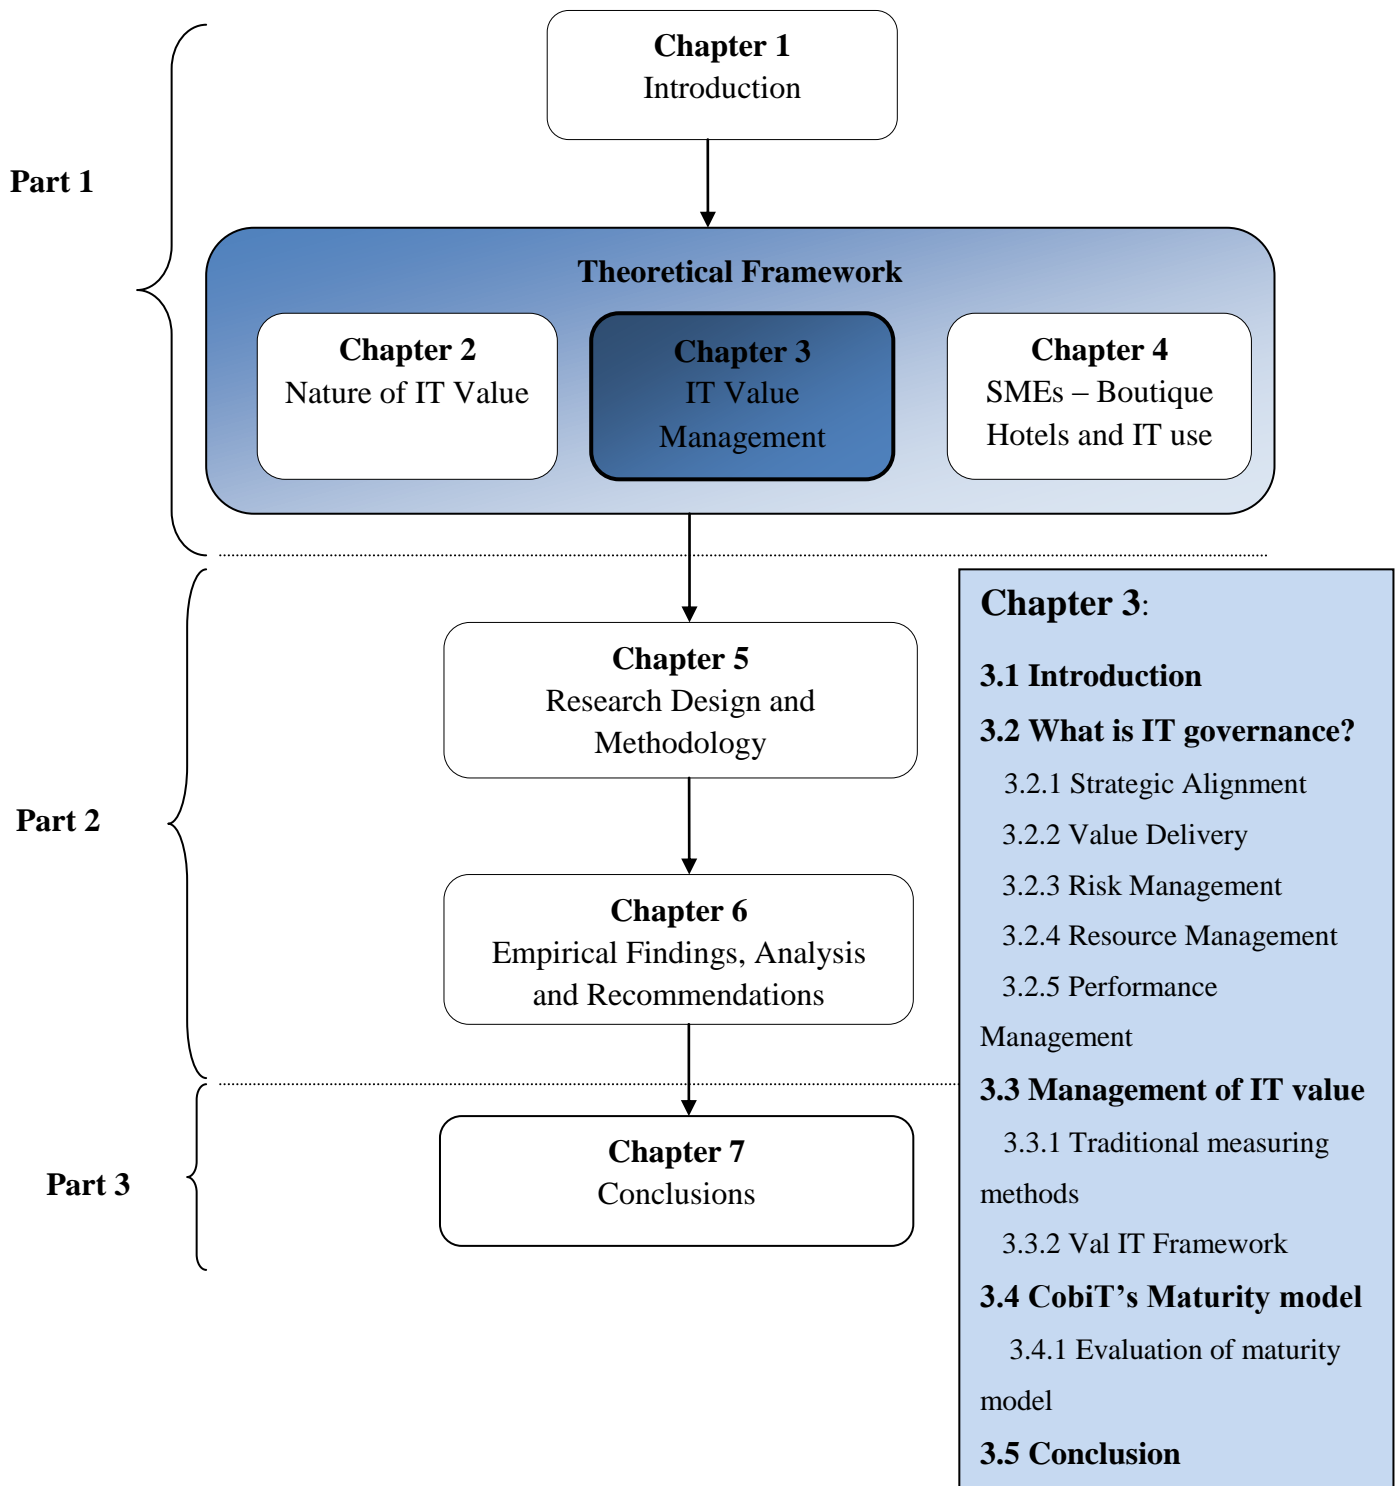 Chapter 1
Introduction
Part 1
Theoretical Framework
Chapter 2
Nature of IT Value
Chapter 3
IT Value
Management
Chapter 4
SMEs – Boutique
Hotels and IT use
Part 2
Chapter 5
Research Design and
Methodology
Chapter 6
Empirical Findings, Analysis
and Recommendations
Part 3
Chapter 7
Conclusions
Chapter 3:
3.1 Introduction
3.2 What is IT governance?
3.2.1 Strategic Alignment
3.2.2 Value Delivery
3.2.3 Risk Management
3.2.4 Resource Management
3.2.5 Performance
Management
3.3 Management of IT value
3.3.1 Traditional measuring
methods
3.3.2 Val IT Framework
3.4 CobiT’s Maturity model
3.4.1 Evaluation of maturity
model
3.5 Conclusion